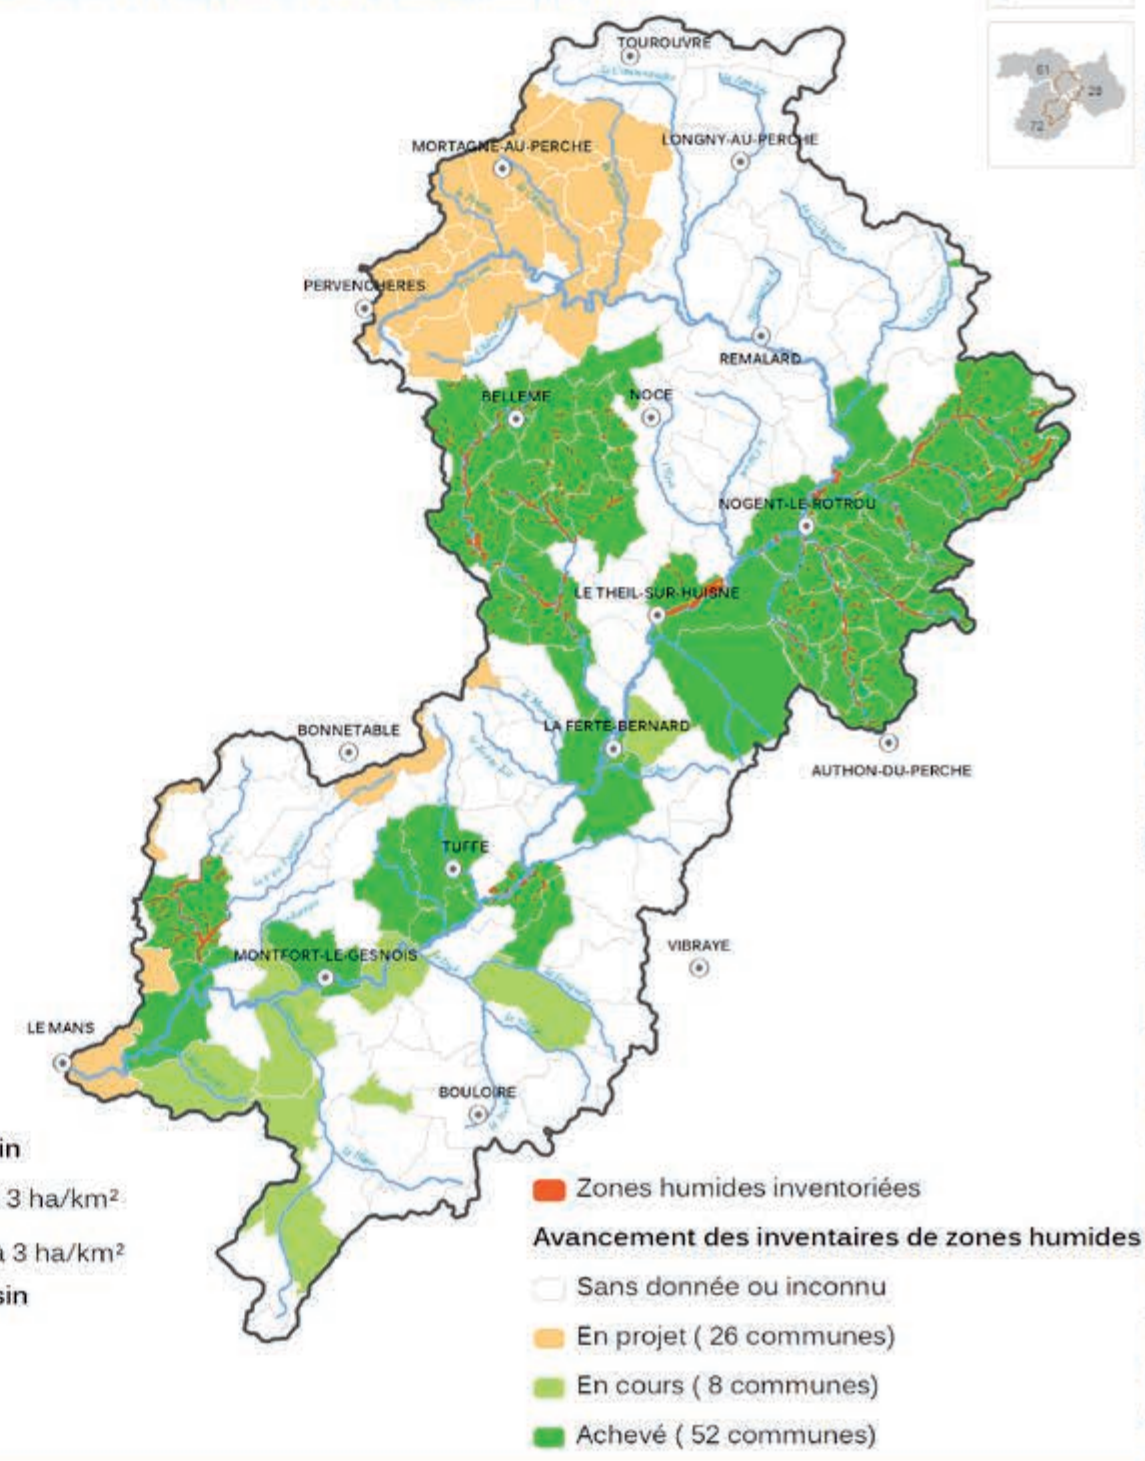 TOUROUVRE
61
28
72
MORTAGNE-AU-PERCHE
LONGNY-AU-PERCHE
PERVENCHERES
REMALARD
BELLEME
NOCE
NOGENT-LE-ROTROU
LE THEIL-SUR-HUISNE
LA FERTE-BERNARD
BONNETABLE
AUTHON-DU-PERCHE
TUFFE
VIBRAYE
MONTFORT-LE-GESNOIS
LE MANS
BOULOIRE
in
3 ha/km²
à 3 ha/km²
sin
Zones humides inventoriées
Avancement des inventaires de zones humides
Sans donnée ou inconnu
En projet ( 26 communes)
En cours ( 8 communes)
Achevé ( 52 communes)